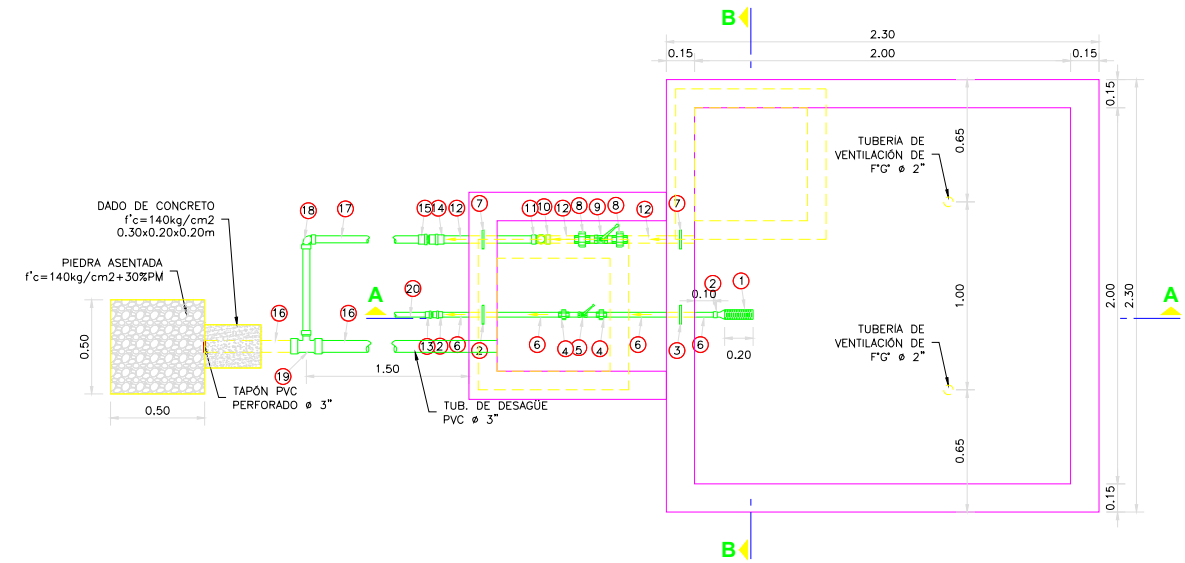 B
2.30
0.15
2.00
0.15
0.15
0.65
TUBERÍA DE
VENTILACIÓN DE
F°G° ø 2"
DADO DE CONCRETO
f'c=140kg/cm2
0.30x0.20x0.20m
18
17
15
14
12
7
11
10
12
8
9
8
12
7
PIEDRA ASENTADA
f'c=140kg/cm2+30%PM
A
20
2
1
0.10
1.00
2.00
2.30
A
16
16
13
2
6
2
6
4
5
4
6
3
6
TUBERÍA DE
VENTILACIÓN DE
F°G° ø 2"
0.50
0.20
19
1.50
TAPÓN PVC
PERFORADO ø 3"
TUB. DE DESAGÜE
PVC ø 3"
0.50
0.65
0.15
B